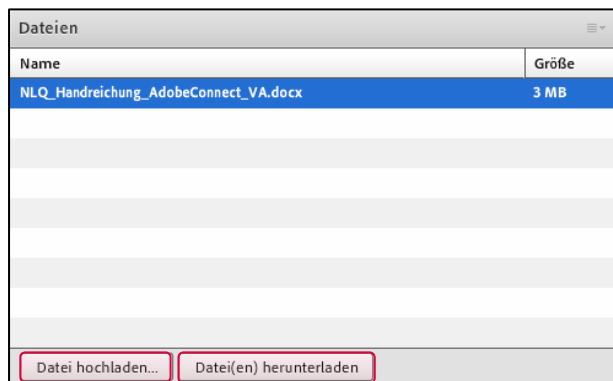 Dateien
Name Größe
NLQ_Handreichung_AdobeConnect_VA.docx 3 MB
Datei hochladen... Datei(en) herunterladen